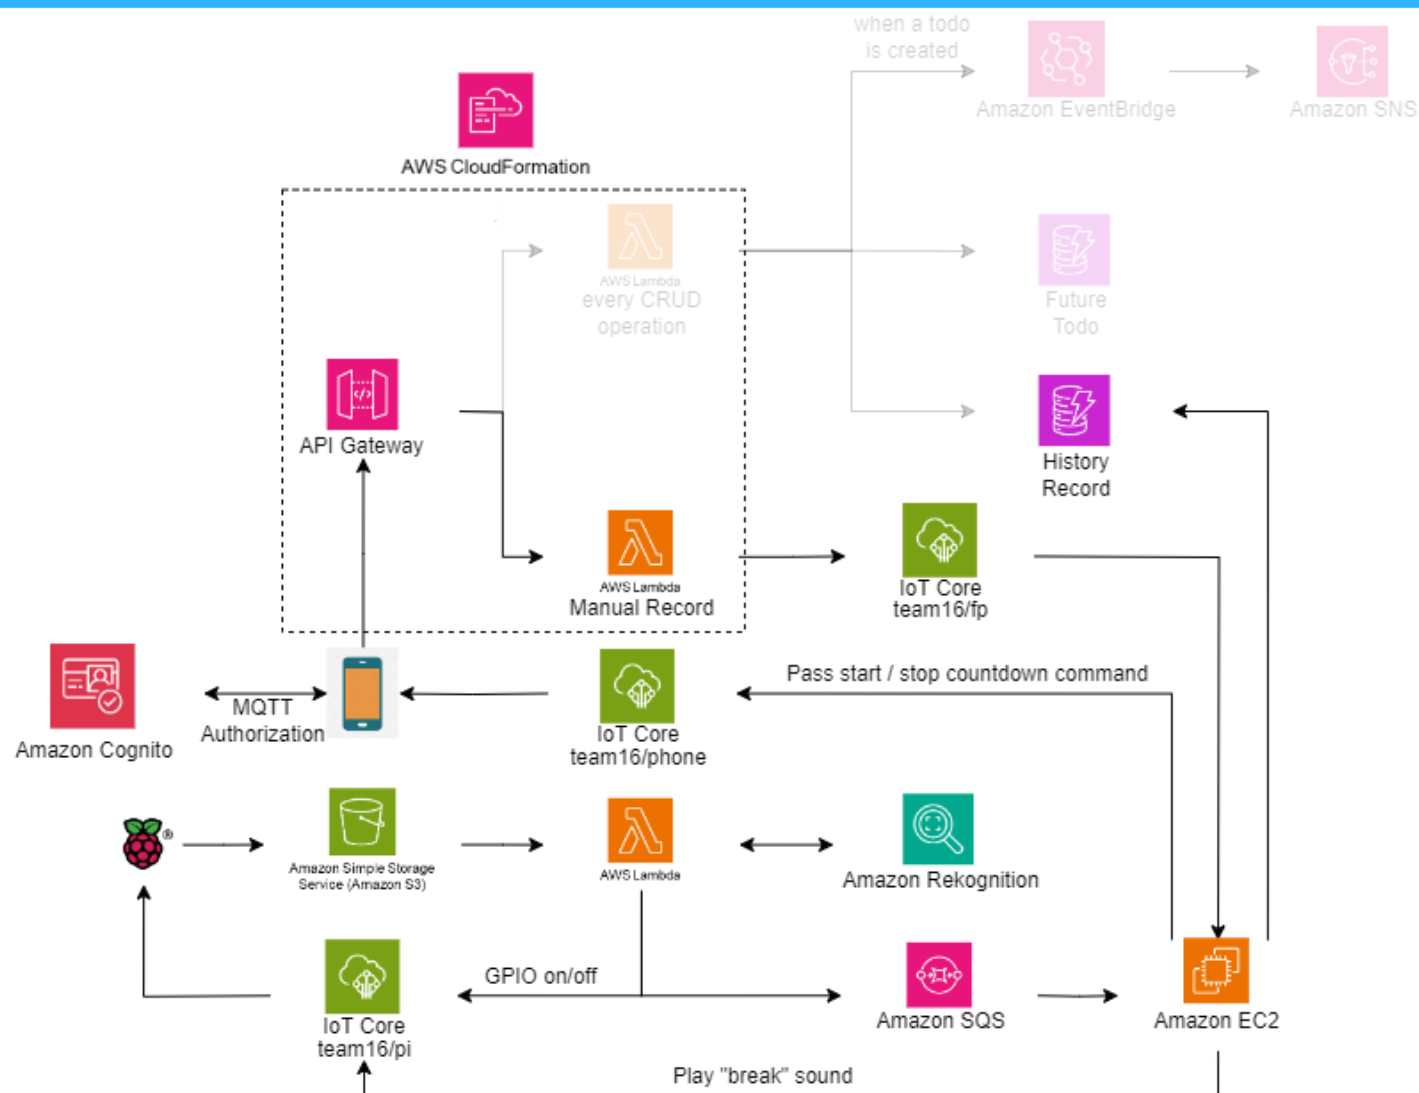 when a todo
is created
Amazon EventBridge
Amazon SNS
AWS CloudFormation
AWS Lambda
every CRUD
operation
Future
Todo
API Gateway
History
Record
AWS Lambda
Manual Record
IoT Core
team16/fp
Pass start / stop countdown command
MQTT
Authorization
Amazon Cognito
IoT Core
team16/phone
®
Amazon Simple Storage
Service (Amazon S3)
AWS Lambda
Amazon Rekognition
GPIO on/off
IoT Core
team16/pi
Amazon SQS
Amazon EC2
Play "break" sound